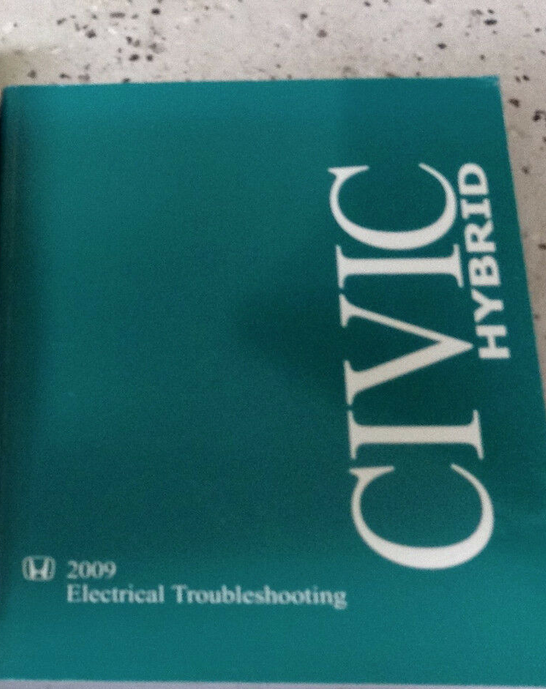 CIVIC
HYBRID
2009
Electrical Troubleshooting